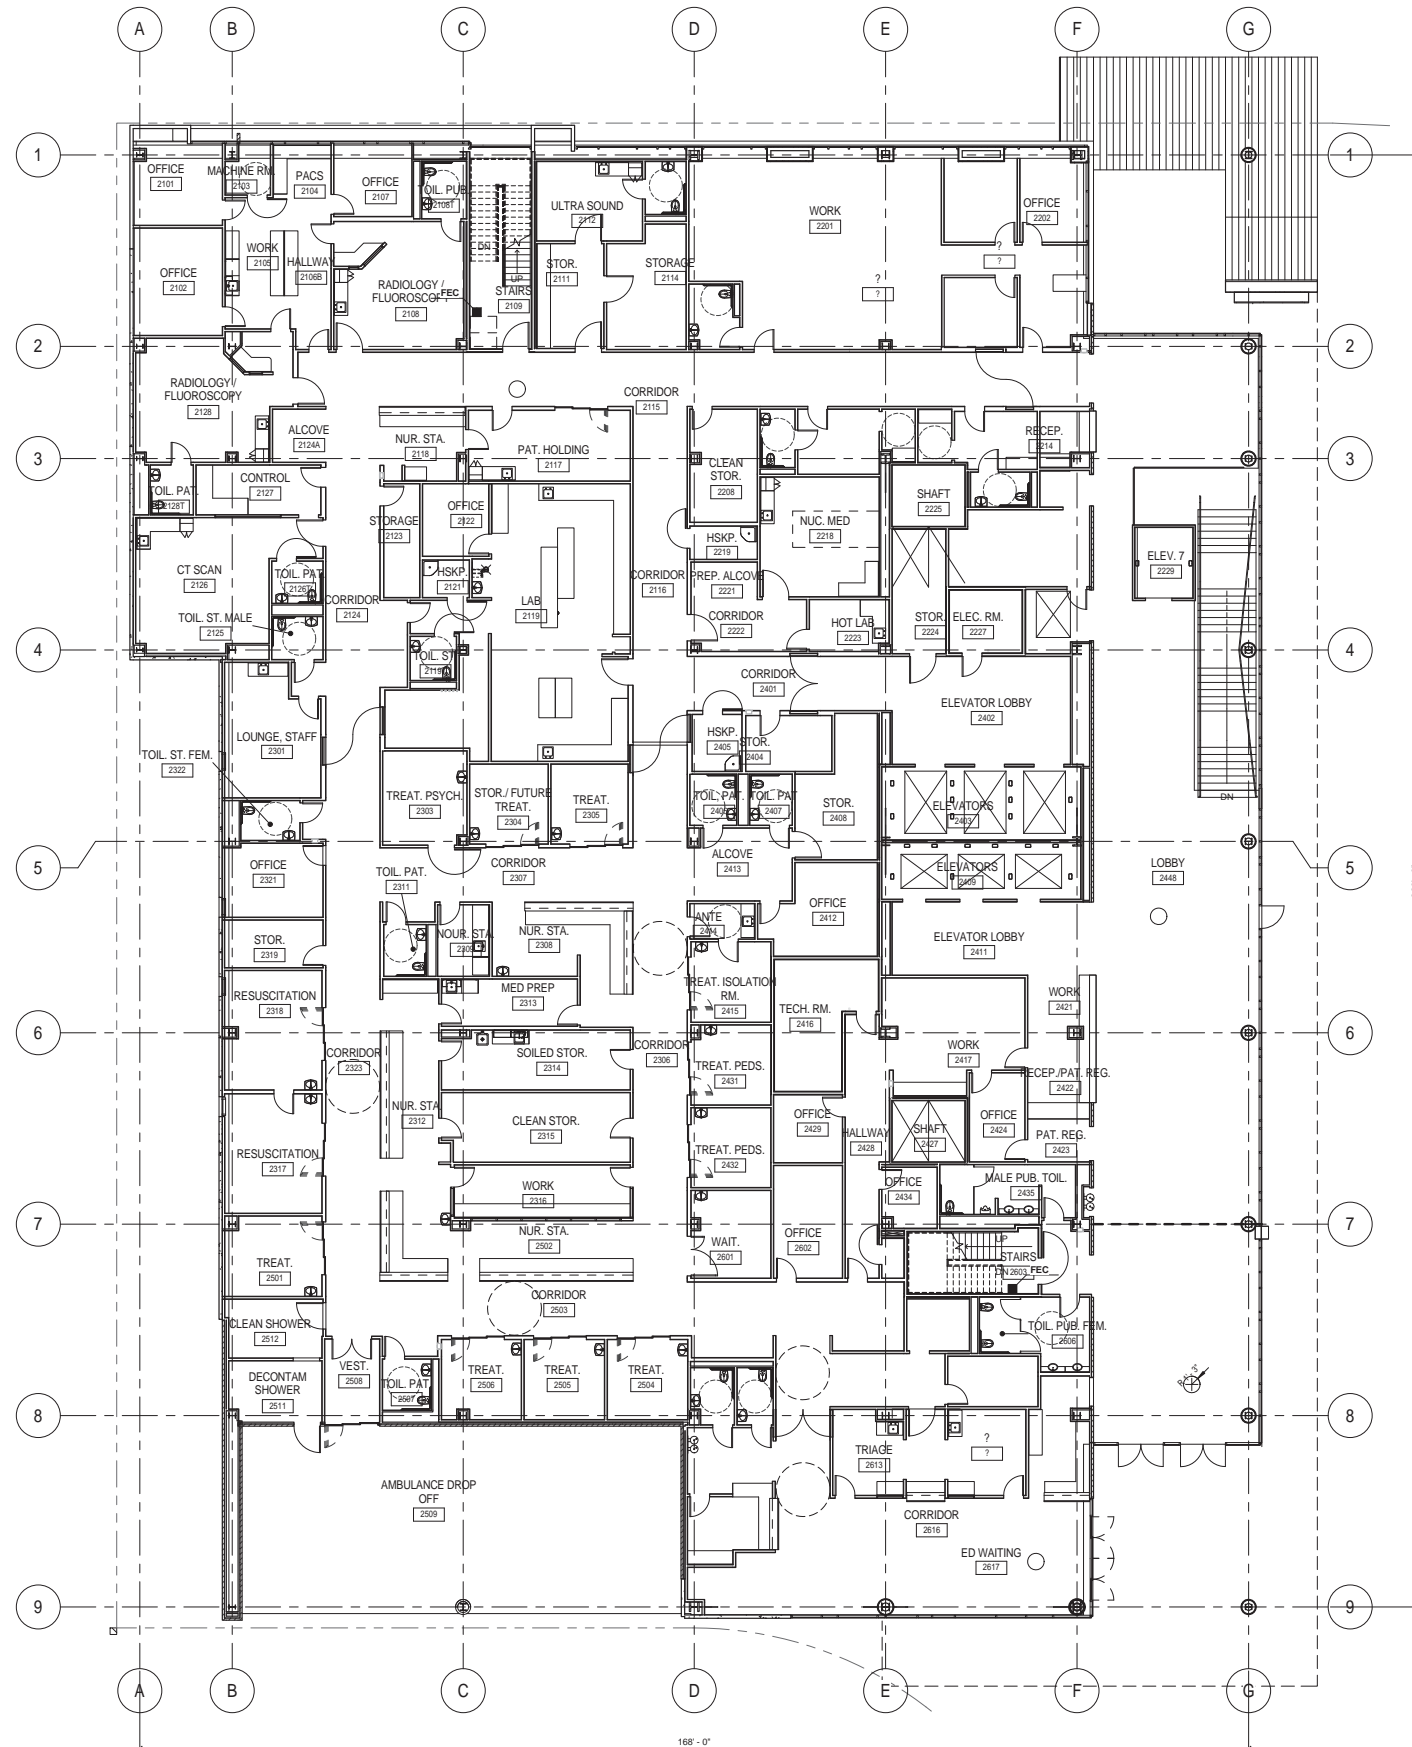 A
B
C
D
E
F
G
1
1
OFFICE
2101
MACHINE RM.
2103
PACS
2104
OFFICE
2107
TOIL. PUB.
2108T
ULTRA SOUND
2112
WORK
2201
OFFICE
2202
OFFICE
2102
WORK
2105
HALLWAY
2106B
RADIOLOGY /
FLUOROSCOPY
2108
FEC
DN
UP
STAIRS
2109
STOR.
2111
STORAGE
2114
?
?
?
?
2
2
RADIOLOGY /
FLUOROSCOPY
2128
ALCOVE
2124A
NUR. STA.
2118
PAT. HOLDING
2117
CORRIDOR
2115
RECEP.
2214
3
3
CLEAN
STOR.
2208
TOIL. PAT.
2128T
CONTROL
2127
STORAGE
2123
OFFICE
2122
SHAFT
2225
NUC. MED
2218
HSKP.
2219
ELEV. 7
2229
CT SCAN
2126
TOIL. PAT.
2126T
HSKP.
2121
LAB
2119
CORRIDOR
2116
PREP. ALCOVE
2221
CORRIDOR
2124
TOIL. ST. MALE
2125
CORRIDOR
2222
HOT LAB
2223
STOR.
2224
ELEC. RM.
2227
4
4
TOIL. ST.
2119T
CORRIDOR
2401
ELEVATOR LOBBY
2402
LOUNGE, STAFF
2301
HSKP.
2405
STOR.
2404
TOIL. ST. FEM.
2322
TREAT. PSYCH.
2303
STOR./ FUTURE
TREAT.
2304
TREAT.
2305
TOIL. PAT.
2406
TOIL. PAT.
2407
STOR.
2408
ELEVATORS
2403
DN
5
5
OFFICE
2321
TOIL. PAT.
2311
CORRIDOR
2307
ALCOVE
2413
ELEVATORS
2409
LOBBY
2448
OFFICE
2412
ANTE
2414
STOR.
2319
NOUR. STA.
2309
NUR. STA.
2308
ELEVATOR LOBBY
2411
RESUSCITATION
2318
MED PREP
2313
TREAT. ISOLATION
RM.
2415
TECH. RM.
2416
WORK
2421
6
6
CORRIDOR
2323
SOILED STOR.
2314
CORRIDOR
2306
TREAT. PEDS.
2431
WORK
2417
RECEP./PAT. REG.
2422
NUR. STA.
2312
CLEAN STOR.
2315
OFFICE
2429
HALLWAY
2428
SHAFT
2427
OFFICE
2424
PAT. REG.
2423
RESUSCITATION
2317
TREAT. PEDS.
2432
WORK
2316
OFFICE
2434
MALE PUB. TOIL.
2435
7
7
NUR. STA.
2502
WAIT.
2601
OFFICE
2602
UP
STAIRS
DN 2603
FEC
TREAT.
2501
CORRIDOR
2503
CLEAN SHOWER
2512
TOIL. PUB. FEM.
2606
DECONTAM
SHOWER
2511
VEST.
2508
TOIL. PAT.
2507
TREAT.
2506
TREAT.
2505
TREAT.
2504
8
8
TRIAGE
2613
?
?
AMBULANCE DROP
OFF
2509
CORRIDOR
2616
ED WAITING
2617
9
9
A
B
C
D
E
F
G
168' - 0"